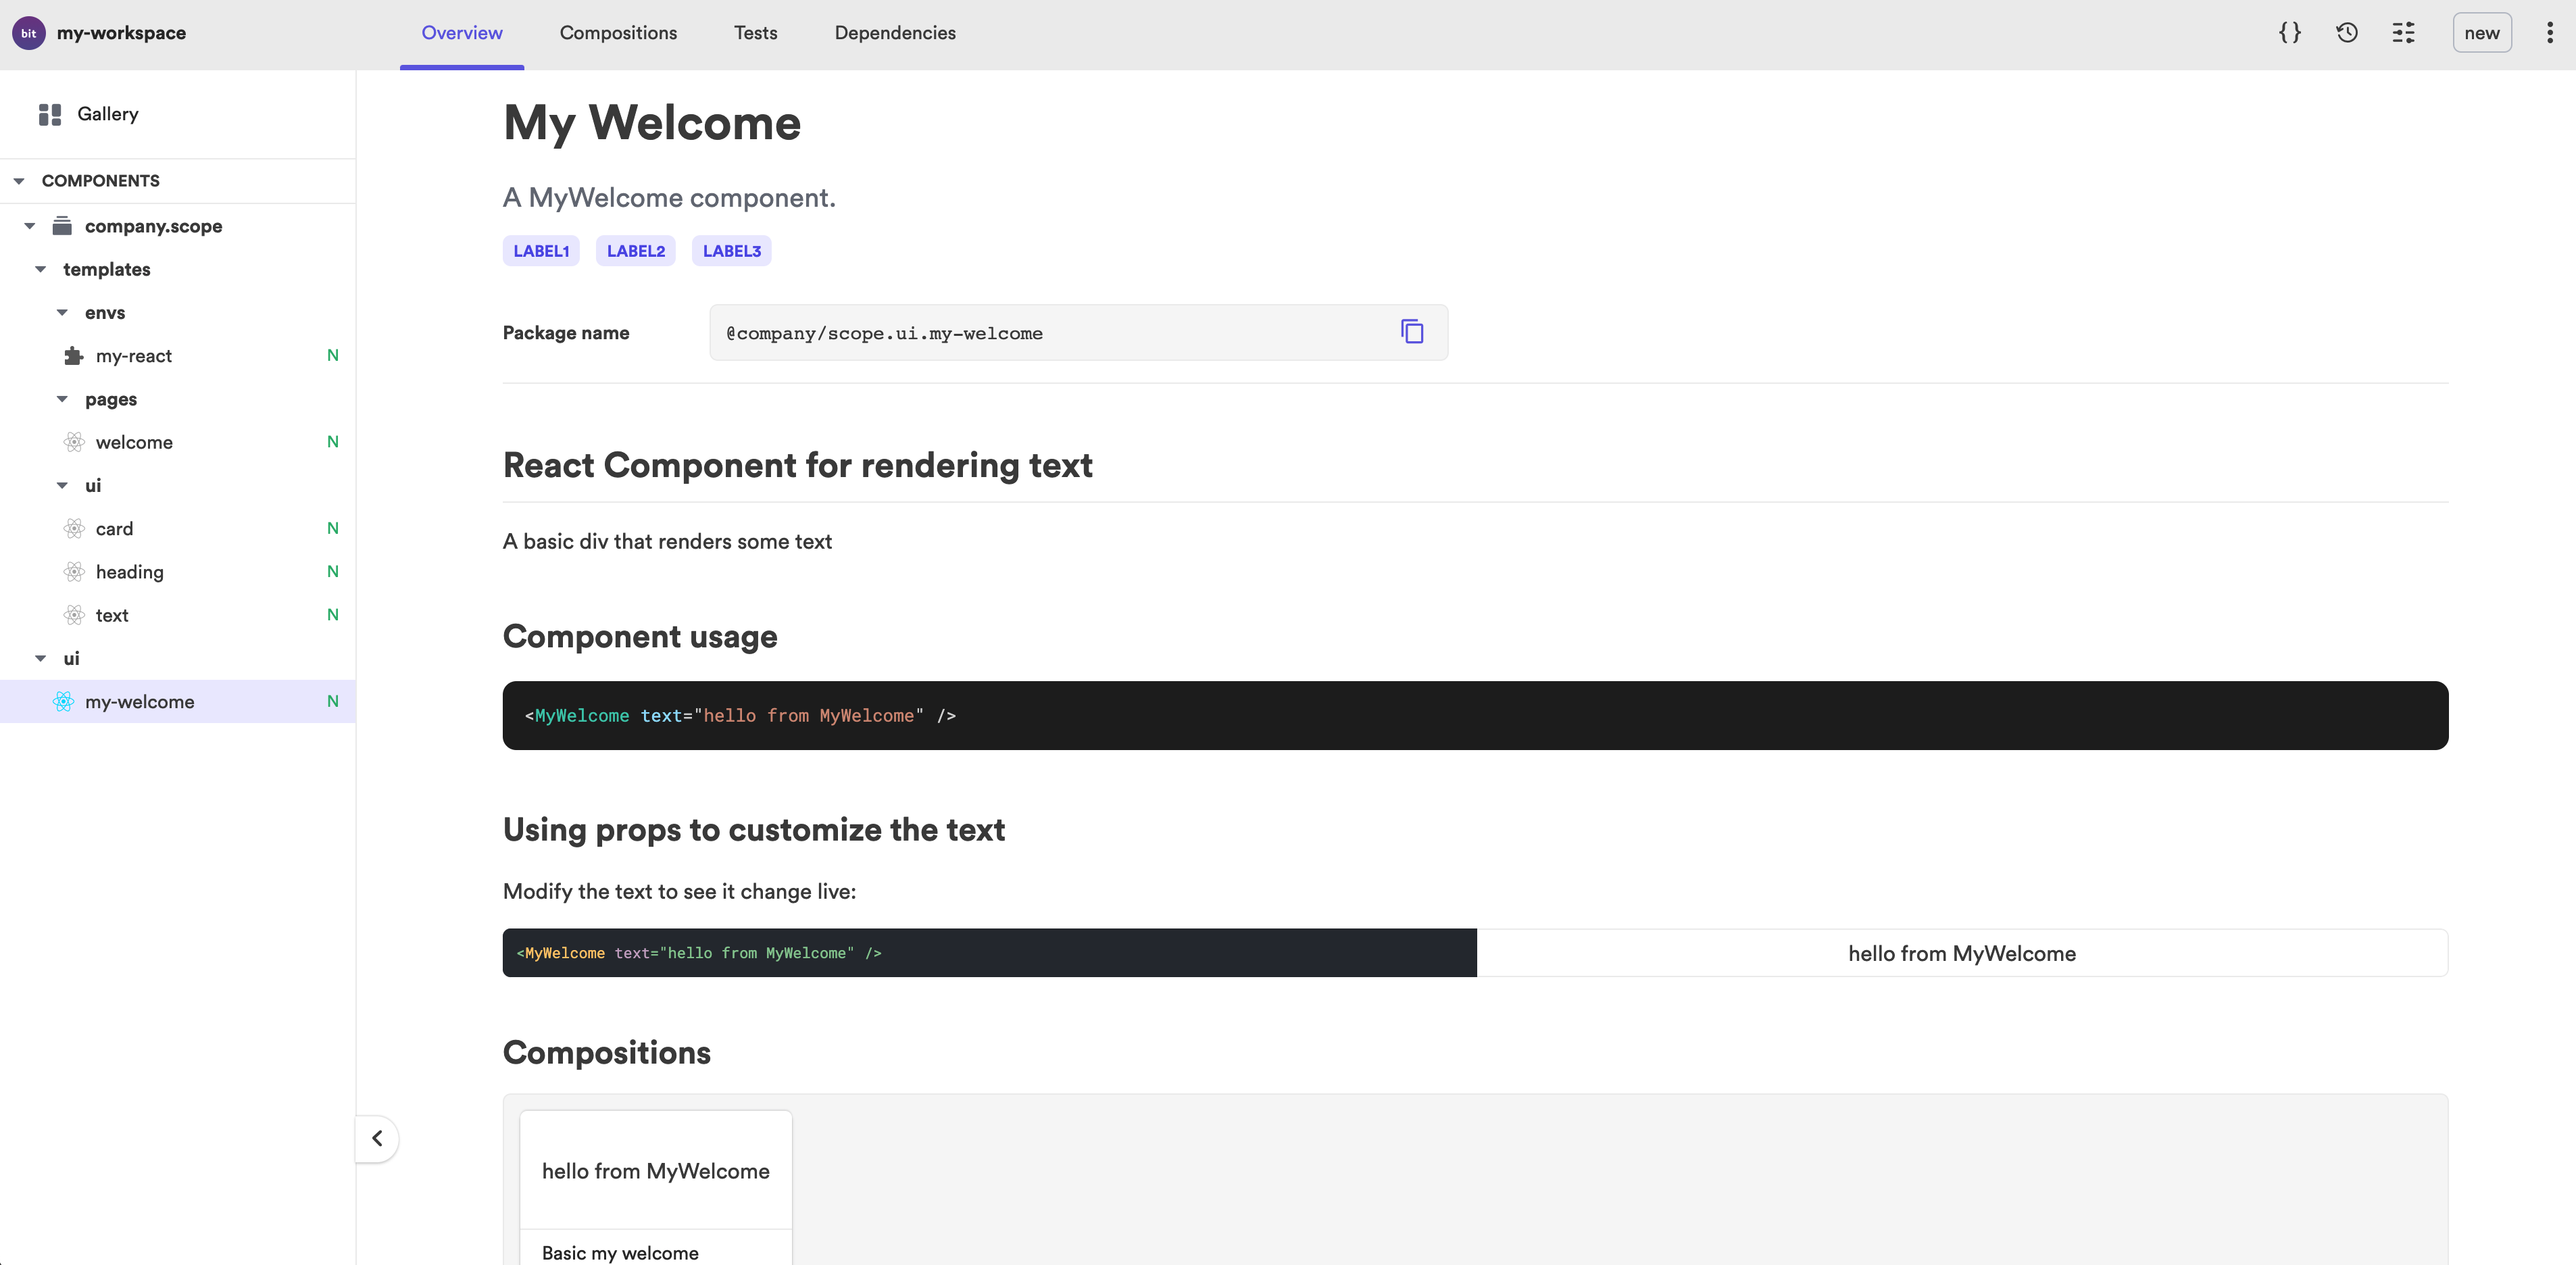 bit my-workspace
Overview Compositions Tests Dependencies
{} new
Gallery
COMPONENTS
company.scope
templates
envs
my-react N
pages
welcome N
ui
card N
heading N
text N
ui
my-welcome N
My Welcome
A MyWelcome component.
LABEL1 LABEL2 LABEL3
Package name @company/scope.ui.my-welcome
React Component for rendering text
A basic div that renders some text
Component usage
<MyWelcome text="hello from MyWelcome" />
Using props to customize the text
Modify the text to see it change live:
<MyWelcome text="hello from MyWelcome" /> hello from MyWelcome
Compositions
hello from MyWelcome
Basic my welcome